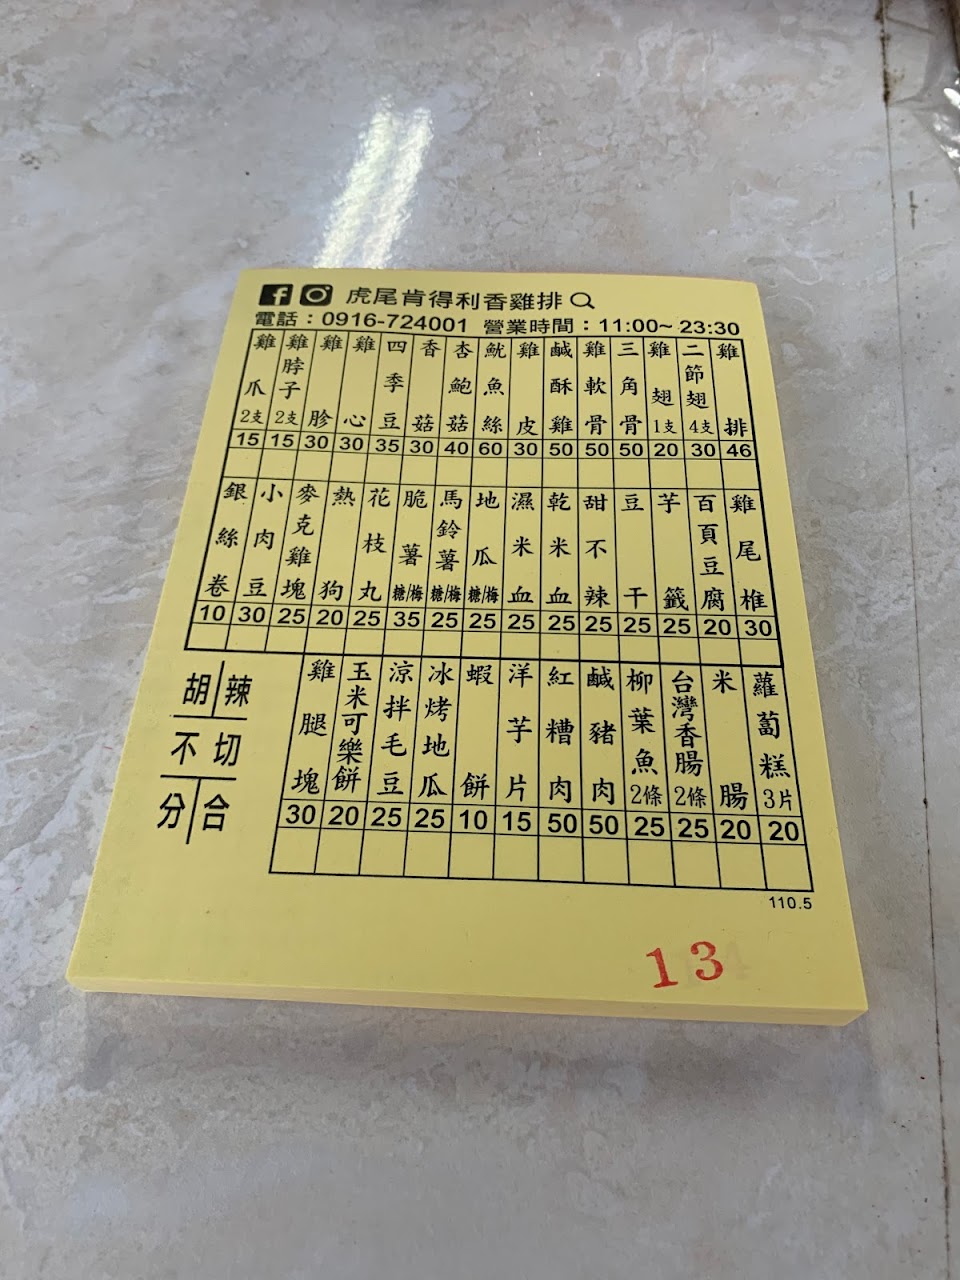 虎尾肯得利香雞排
電話：0916-724001 營業時間：11:00~23:30
雞排 46
二節翅4支 30
雞翅1支 20
三角骨 50
雞軟骨 50
鹹酥雞 50
雞皮 30
魷魚絲 60
杏鮑菇 40
香菇 30
四季豆 35
雞心 30
雞胗 30
雞脖子2支 15
雞爪2支 15
雞尾椎 30
百頁豆腐 20
芋籤 25
豆干 25
甜不辣 25
乾米血 25
濕米血 25
地瓜糖/梅 25
馬鈴薯糖/梅 25
脆薯糖/梅 35
花枝丸 25
熱狗 20
麥克雞塊 25
小肉豆 30
銀絲卷 10
蘿蔔糕3片 20
米腸 20
台灣香腸2條 25
柳葉魚2條 25
鹹豬肉 50
紅糟肉 50
洋芋片 15
蝦餅 10
冰烤地瓜 25
涼拌毛豆 25
玉米可樂餅 20
雞腿塊 30
胡 辣
不 切
分 合
110.5
13